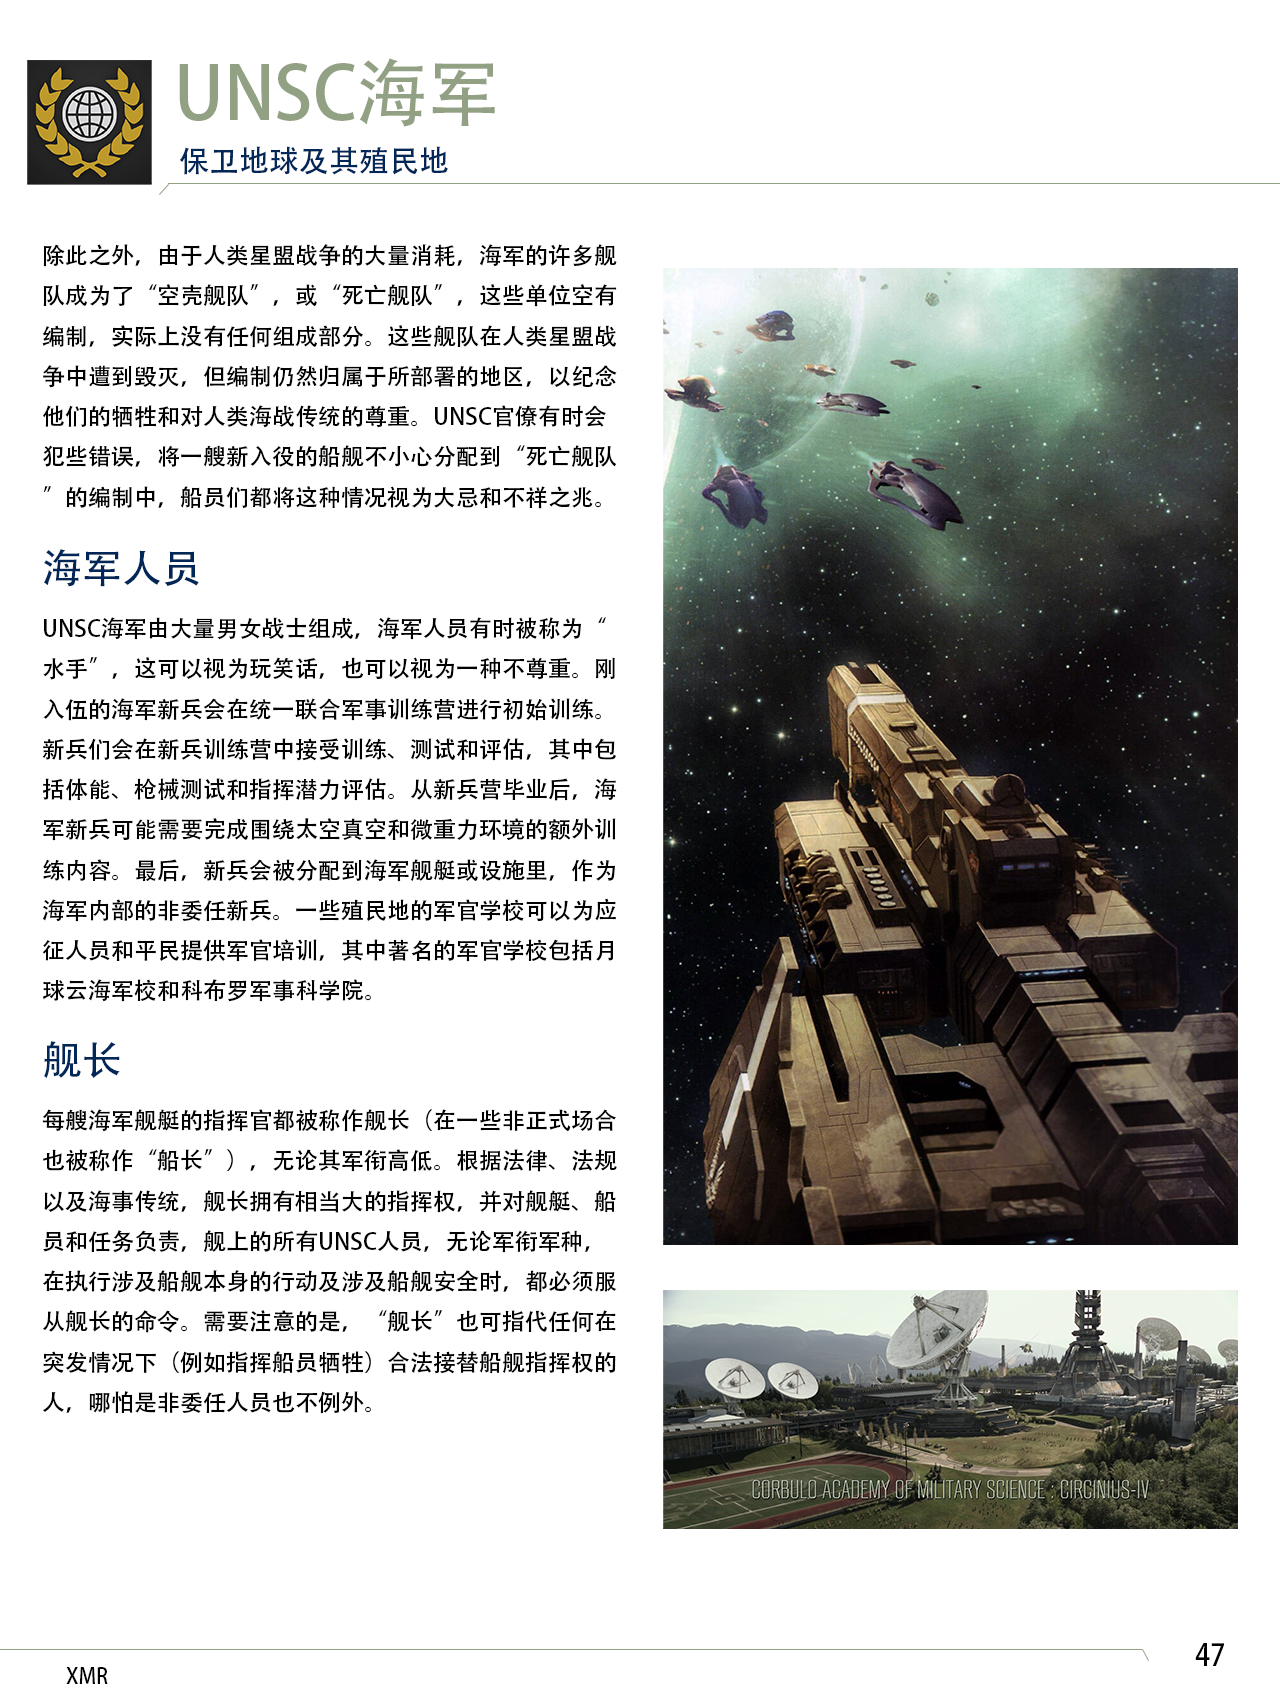 UNSC海军
保卫地球及其殖民地
除此之外，由于人类星盟战争的大量消耗，海军的许多舰
队成为了“空壳舰队”，或“死亡舰队”，这些单位空有
编制，实际上没有任何组成部分。这些舰队在人类星盟战
争中遭到毁灭，但编制仍然归属于所部署的地区，以纪念
他们的牺牲和对人类海战传统的尊重。UNSC官僚有时会
犯些错误，将一艘新入役的船舰不小心分配到“死亡舰队
”的编制中，船员们都将这种情况视为大忌和不祥之兆。
海军人员
UNSC海军由大量男女战士组成，海军人员有时被称为“
水手”，这可以视为玩笑话，也可以视为一种不尊重。刚
入伍的海军新兵会在统一联合军事训练营进行初始训练。
新兵们会在新兵训练营中接受训练、测试和评估，其中包
括体能、枪械测试和指挥潜力评估。从新兵营毕业后，海
军新兵可能需要完成围绕太空真空和微重力环境的额外训
练内容。最后，新兵会被分配到海军舰艇或设施里，作为
海军内部的非委任新兵。一些殖民地的军官学校可以为应
征人员和平民提供军官培训，其中著名的军官学校包括月
球云海军校和科布罗军事科学院。
舰长
每艘海军舰艇的指挥官都被称作舰长（在一些非正式场合
也被称作“船长”），无论其军衔高低。根据法律、法规
以及海事传统，舰长拥有相当大的指挥权，并对舰艇、船
员和任务负责，舰上的所有UNSC人员，无论军衔军种，
在执行涉及船舰本身的行动及涉及船舰安全时，都必须服
从舰长的命令。需要注意的是，“舰长”也可指代任何在
突发情况下（例如指挥船员牺牲）合法接替船舰指挥权的
人，哪怕是非委任人员也不例外。
CORBULO ACADEMY OF MILITARY SCIENCE : CIRCINIUS-IV
47
XMR